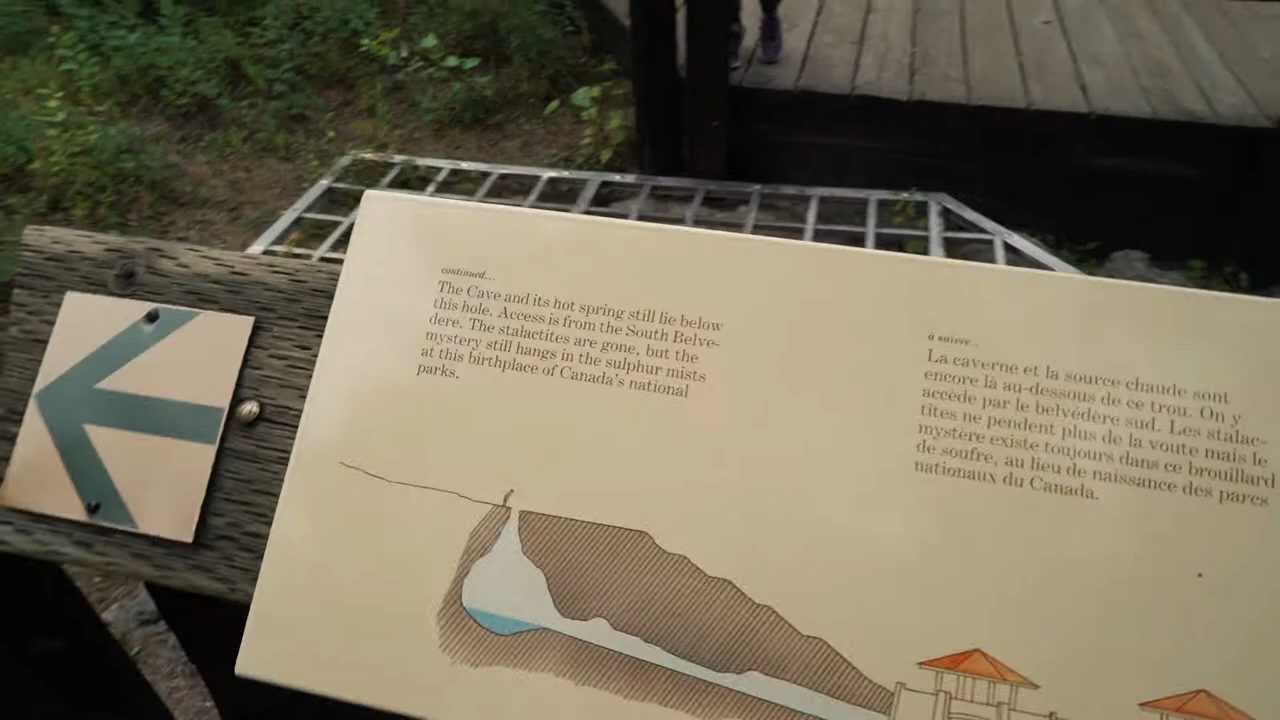 continued...
The Cave and its hot spring still lie below
this hole. Access is from the South Belve-
dere. The stalactites are gone, but the
mystery still hangs in the sulphur mists
at this birthplace of Canada's national
parks.
à suivre...
La caverne et la source chaude sont
encore là au-dessous de ce trou. On y
accède par le belvédère sud. Les stalac-
tites ne pendent plus de la voute mais le
mystère existe toujours dans ce brouillard
de soufre, au lieu de naissance des parcs
nationaux du Canada.